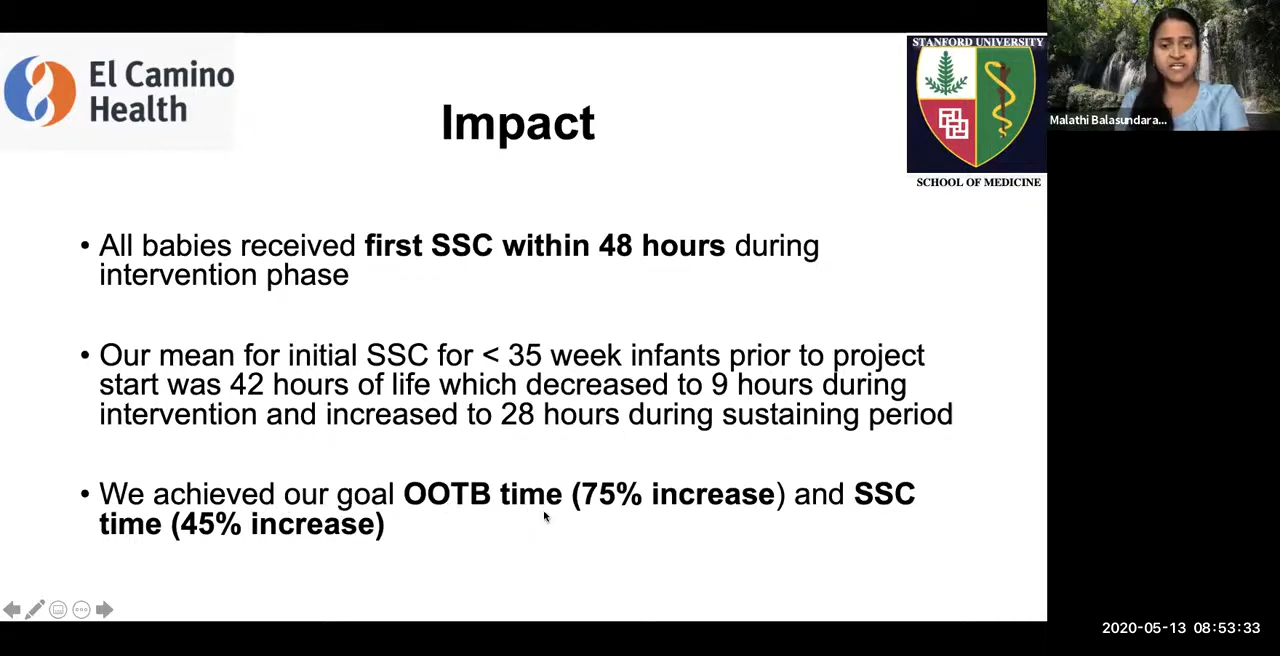 El Camino
Health
Impact
STANFORD UNIVERSITY
SCHOOL OF MEDICINE
Malathi Balasundara...
• All babies received first SSC within 48 hours during
intervention phase
• Our mean for initial SSC for < 35 week infants prior to project
start was 42 hours of life which decreased to 9 hours during
intervention and increased to 28 hours during sustaining period
• We achieved our goal OOTB time (75% increase) and SSC
time (45% increase)
2020-05-13 08:53:33